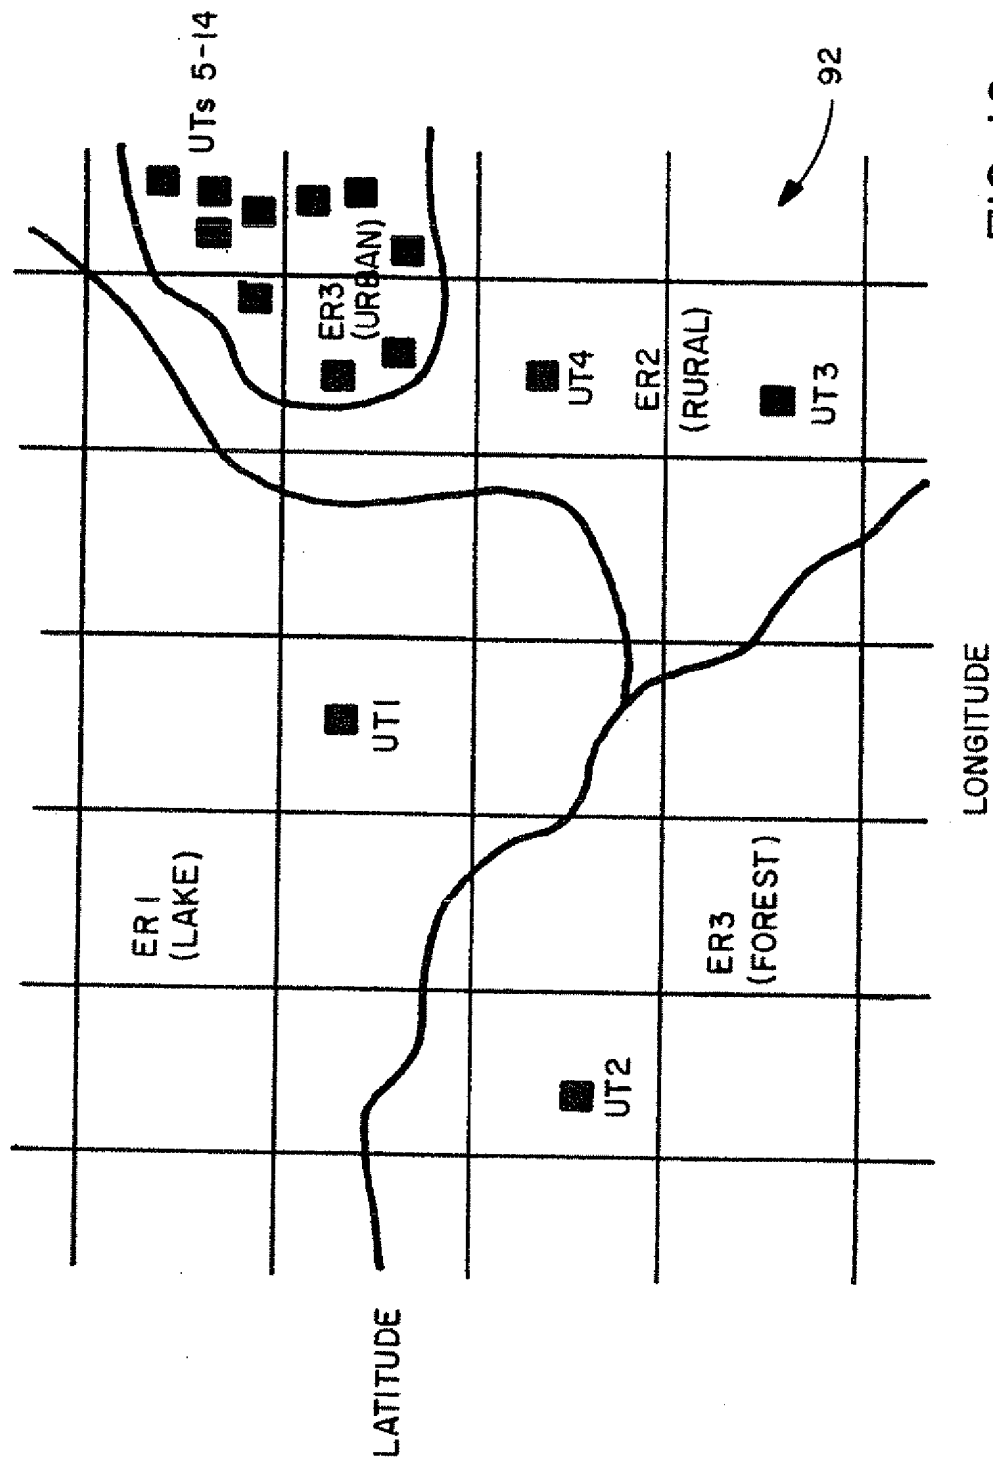 UTs 5-14
ER1
(LAKE)
ER3
(URBAN)
UT1
UT4
ER2
(RURAL)
UT3
92
UT2
ER3
(FOREST)
LATITUDE
LONGITUDE